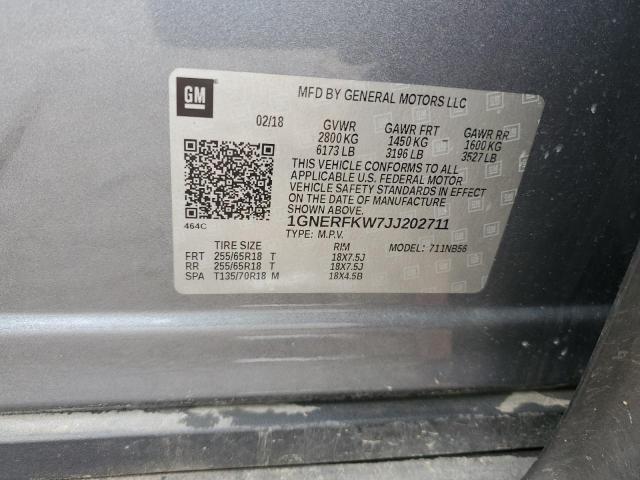 GM
MFD BY GENERAL MOTORS LLC
02/18 GVWR GAWR FRT GAWR RR
2800 KG 1450 KG 1600 KG
6173 LB 3196 LB 3527 LB
THIS VEHICLE CONFORMS TO ALL
APPLICABLE U.S. FEDERAL MOTOR
VEHICLE SAFETY STANDARDS IN EFFECT
ON THE DATE OF MANUFACTURE
SHOWN ABOVE.
464C 1GNERFKW7JJ202711
TYPE: M.P.V. MODEL: 711NB56
TIRE SIZE RIM
FRT 255/65R18 T 18X7.5J
RR 255/65R18 T 18X7.5J
SPA T135/70R18 M 18X4.5B